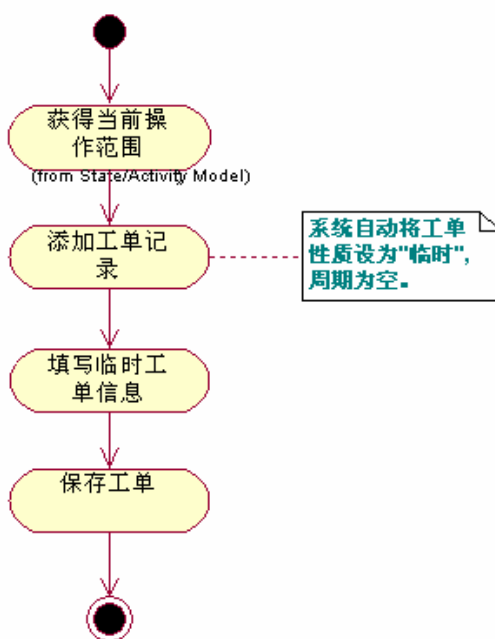 获得当前操
作范围
(from State/Activity Model)
添加工单记
录
系统自动将工单
性质设为"临时",
周期为空。
填写临时工
单信息
保存工单